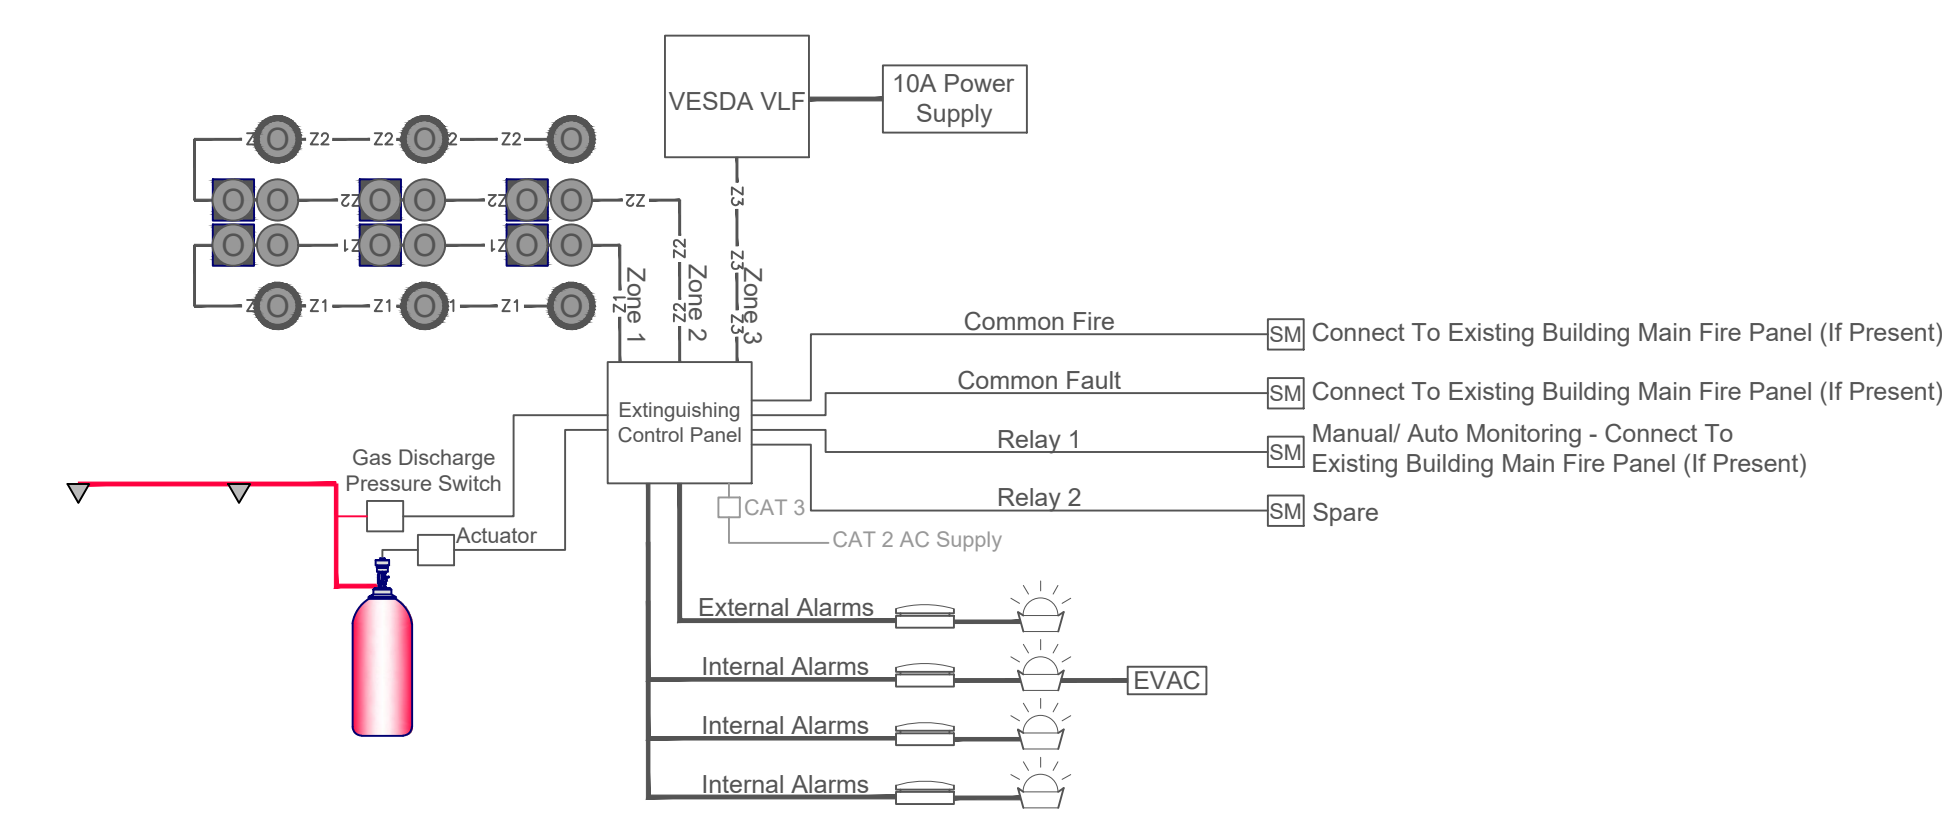 VESDA VLF
10A Power
Supply
Z2
Z2
2
Z2
Z2
Z2
Z2
Z1
Z1
Z1
Z1
1
Z1
Z2
Z2
Z1
Z3
Z3
Z3
Zone 1
Zone 2
Zone 3
Common Fire
SM
Connect To Existing Building Main Fire Panel (If Present)
Common Fault
SM
Connect To Existing Building Main Fire Panel (If Present)
Extinguishing
Control Panel
Relay 1
SM
Manual/ Auto Monitoring - Connect To
Existing Building Main Fire Panel (If Present)
Relay 2
SM
Spare
Gas Discharge
Pressure Switch
Actuator
CAT 3
CAT 2 AC Supply
External Alarms
Internal Alarms
EVAC
Internal Alarms
Internal Alarms